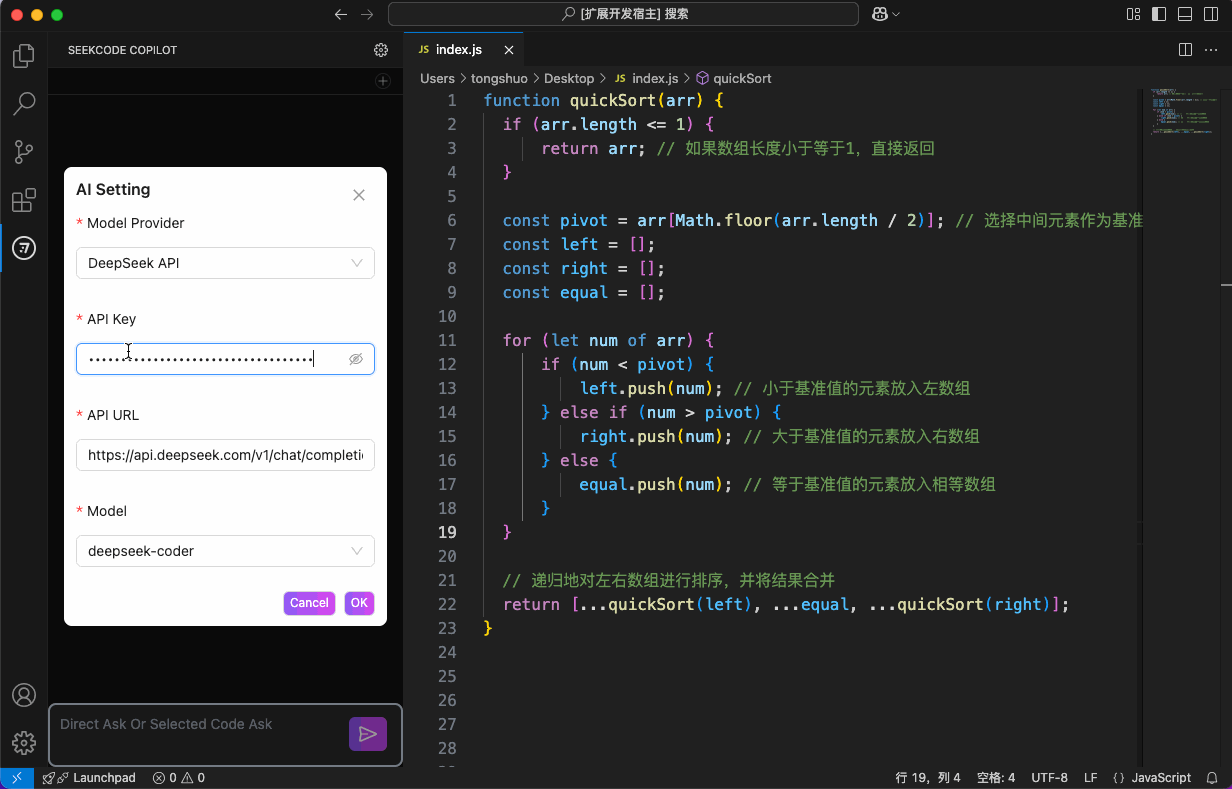 [扩展开发宿主] 搜索
SEEKCODE COPILOT
AI Setting
* Model Provider
DeepSeek API
* API Key
* API URL
https://api.deepseek.com/v1/chat/completi
* Model
deepseek-coder
Cancel OK
Direct Ask Or Selected Code Ask
JS index.js
Users > tongshuo > Desktop > JS index.js > quickSort
1 function quickSort(arr) {
2 if (arr.length <= 1) {
3 return arr; // 如果数组长度小于等于1，直接返回
4 }
5
6 const pivot = arr[Math.floor(arr.length / 2)]; // 选择中间元素作为基准
7 const left = [];
8 const right = [];
9 const equal = [];
10
11 for (let num of arr) {
12 if (num < pivot) {
13 left.push(num); // 小于基准值的元素放入左数组
14 } else if (num > pivot) {
15 right.push(num); // 大于基准值的元素放入右数组
16 } else {
17 equal.push(num); // 等于基准值的元素放入相等数组
18 }
19 }
20
21 // 递归地对左右数组进行排序，并将结果合并
22 return [...quickSort(left), ...equal, ...quickSort(right)];
23 }
24
25
26
27
28
Launchpad 0 0 行 19，列 4 空格: 4 UTF-8 LF {} JavaScript